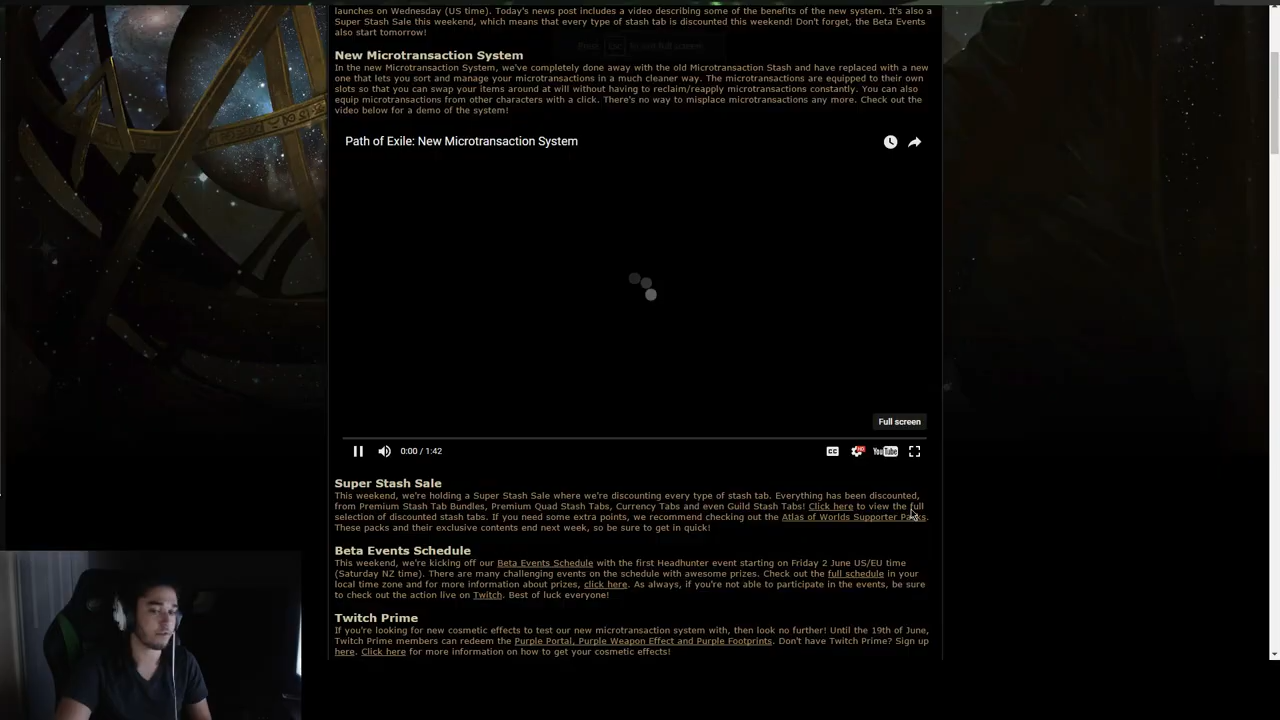 launches on Wednesday (US time). Today's news post includes a video describing some of the benefits of the new system. It's also a
Super Stash Sale this weekend, which means that every type of stash tab is discounted this weekend! Don't forget, the Beta Events
also start tomorrow!
Press Esc to exit full screen
New Microtransaction System
In the new Microtransaction System, we've completely done away with the old Microtransaction Stash and have replaced with a new
one that lets you sort and manage your microtransactions in a much cleaner way. The microtransactions are equipped to their own
slots so that you can swap your items around at will without having to reclaim/reapply microtransactions constantly. You can also
equip microtransactions from other characters with a click. There's no way to misplace microtransactions any more. Check out the
video below for a demo of the system!
Path of Exile: New Microtransaction System
Full screen
0:00 / 1:42
CC
HD
YouTube
Super Stash Sale
This weekend, we're holding a Super Stash Sale where we're discounting every type of stash tab. Everything has been discounted,
from Premium Stash Tab Bundles, Premium Quad Stash Tabs, Currency Tabs and even Guild Stash Tabs! Click here to view the full
selection of discounted stash tabs. If you need some extra points, we recommend checking out the Atlas of Worlds Supporter Packs.
These packs and their exclusive contents end next week, so be sure to get in quick!
Beta Events Schedule
This weekend, we're kicking off our Beta Events Schedule with the first Headhunter event starting on Friday 2 June US/EU time
(Saturday NZ time). There are many challenging events on the schedule with awesome prizes. Check out the full schedule in your
local time zone and for more information about prizes, click here. As always, if you're not able to participate in the events, be sure
to check out the action live on Twitch. Best of luck everyone!
Twitch Prime
If you're looking for new cosmetic effects to test our new microtransaction system with, then look no further! Until the 19th of June,
Twitch Prime members can redeem the Purple Portal, Purple Weapon Effect and Purple Footprints. Don't have Twitch Prime? Sign up
here. Click here for more information on how to get your cosmetic effects!